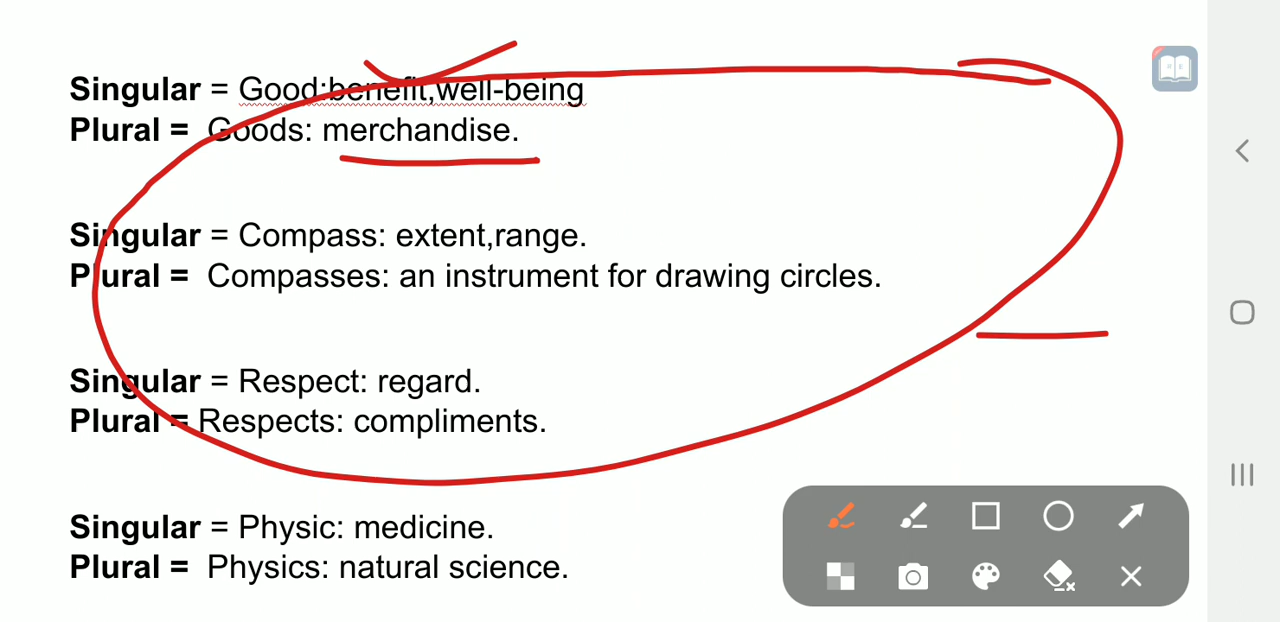 Singular = Good:benefit,well-being
Plural = Goods: merchandise.
Singular = Compass: extent,range.
Plural = Compasses: an instrument for drawing circles.
Singular = Respect: regard.
Plural = Respects: compliments.
Singular = Physic: medicine.
Plural = Physics: natural science.